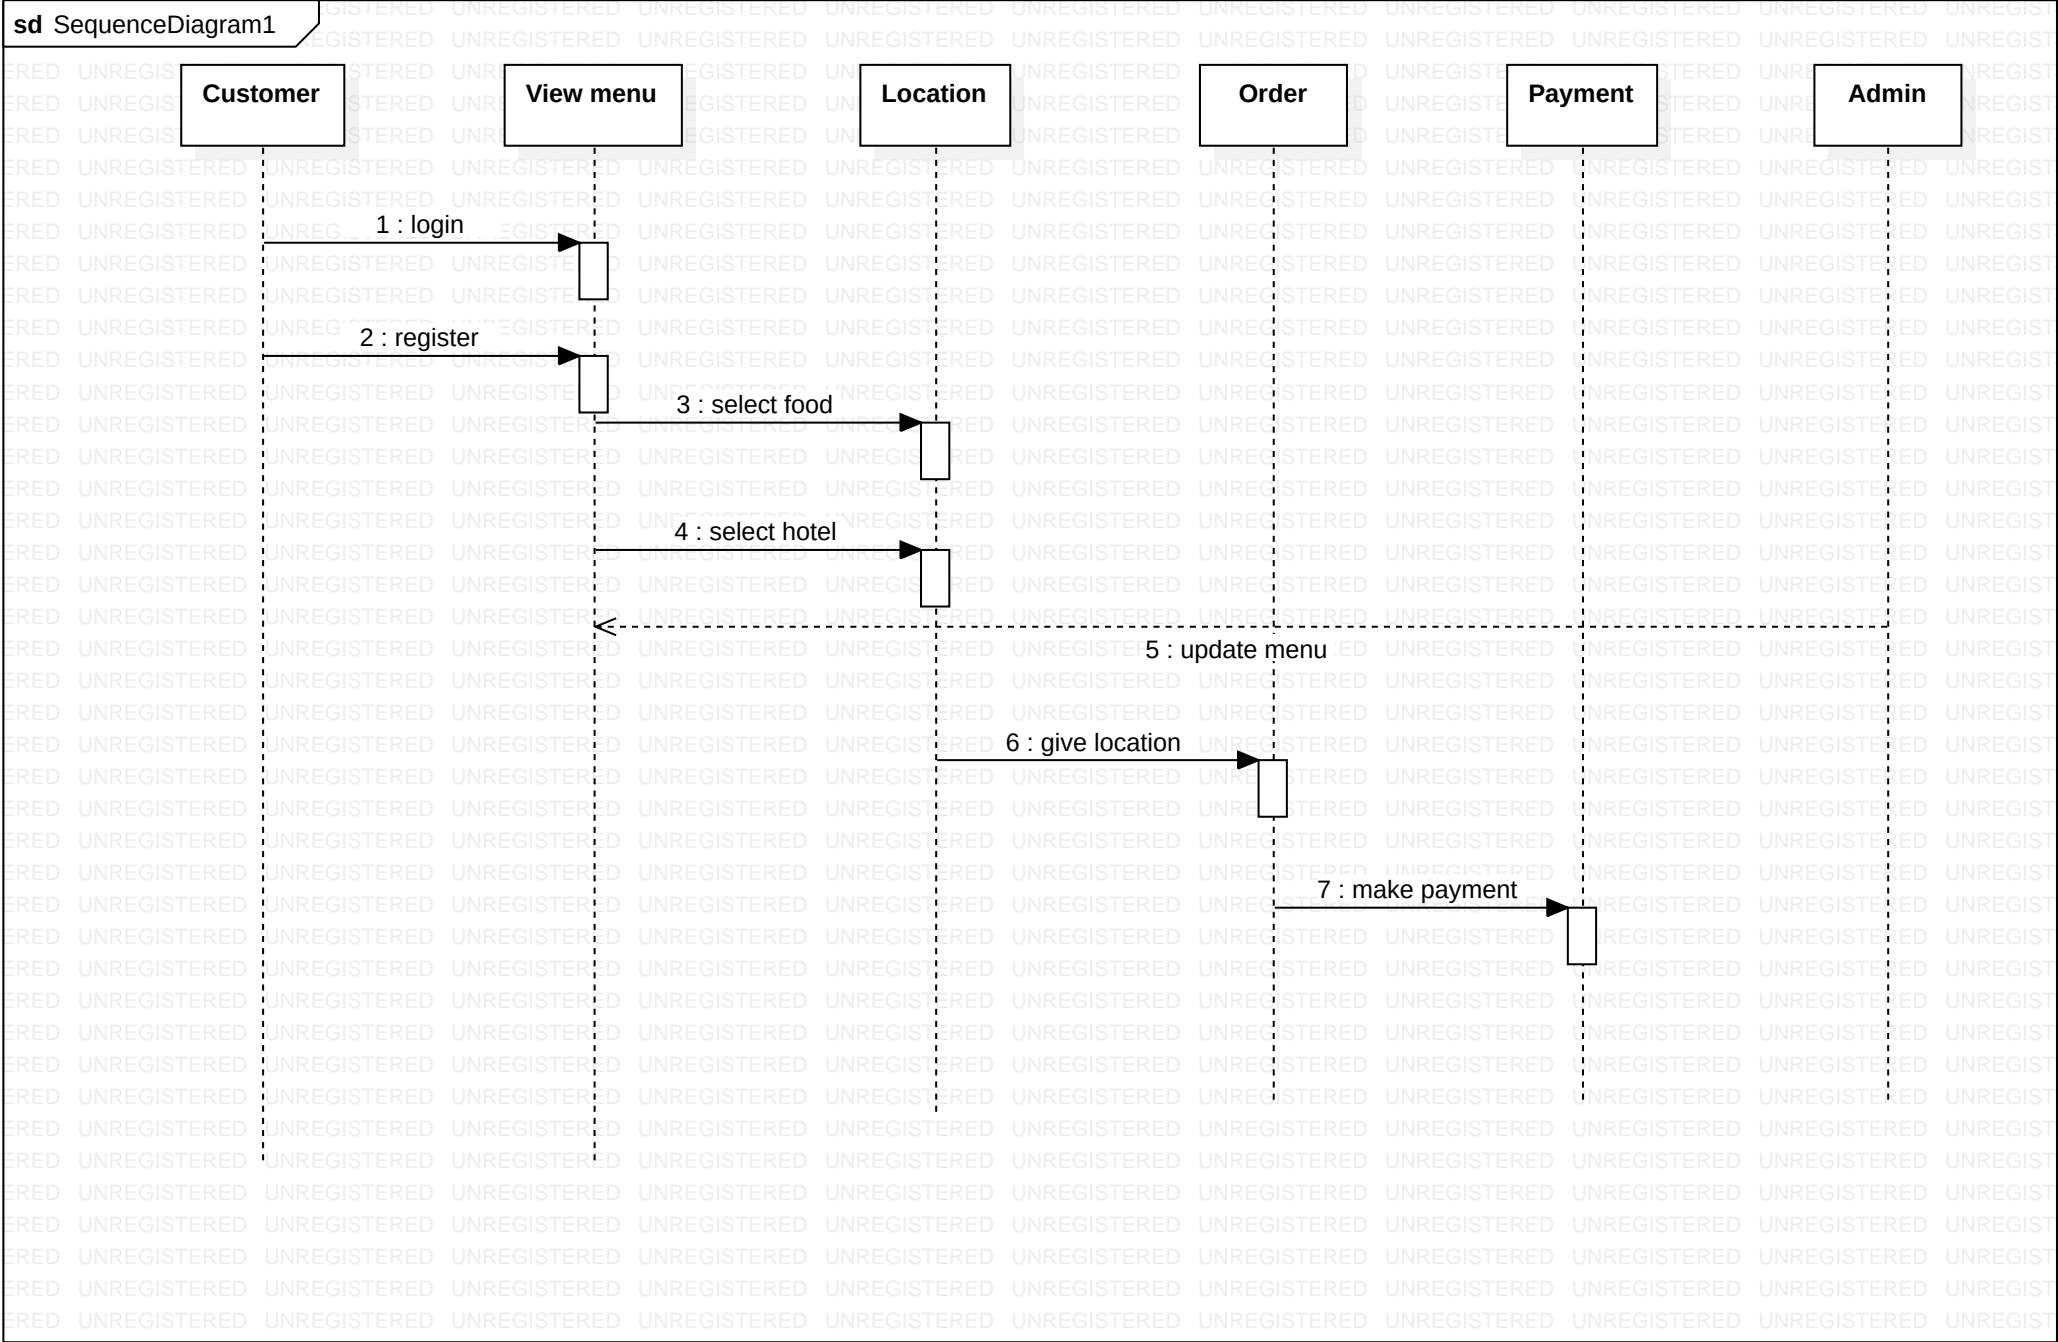 sd SequenceDiagram1
Customer
View menu
Location
Order
Payment
Admin
1 : login
2 : register
3 : select food
4 : select hotel
5 : update menu
6 : give location
7 : make payment
UNREGISTERED